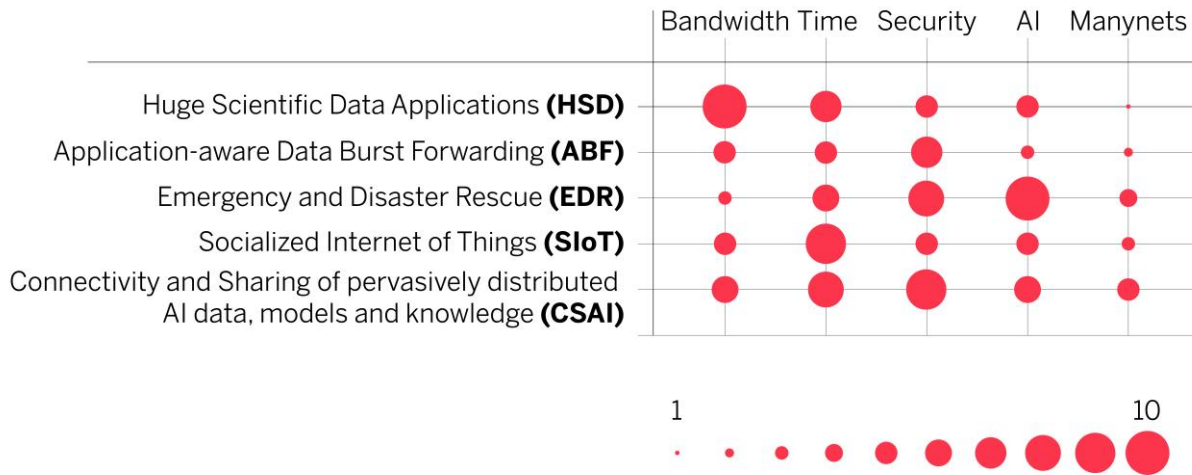 Bandwidth Time Security AI Manynets
Huge Scientific Data Applications (HSD)
Application-aware Data Burst Forwarding (ABF)
Emergency and Disaster Rescue (EDR)
Socialized Internet of Things (SIoT)
Connectivity and Sharing of pervasively distributed
AI data, models and knowledge (CSAI)
1 10